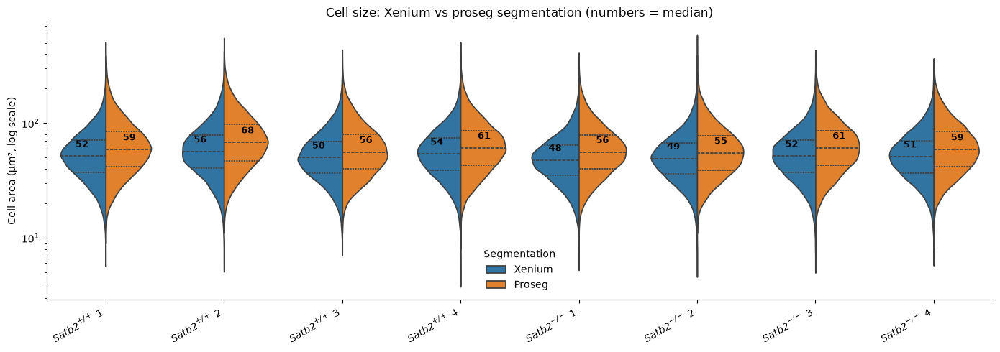 Cell size: Xenium vs proseg segmentation (numbers = median)
Cell area (µm², log scale)
10²
10¹
52 59 56 68 50 56 54 61 48 56 49 55 52 61 51 59
Segmentation
Xenium
Proseg
Satb2⁺/⁺ 1
Satb2⁺/⁺ 2
Satb2⁺/⁺ 3
Satb2⁺/⁺ 4
Satb2⁻/⁻ 1
Satb2⁻/⁻ 2
Satb2⁻/⁻ 3
Satb2⁻/⁻ 4